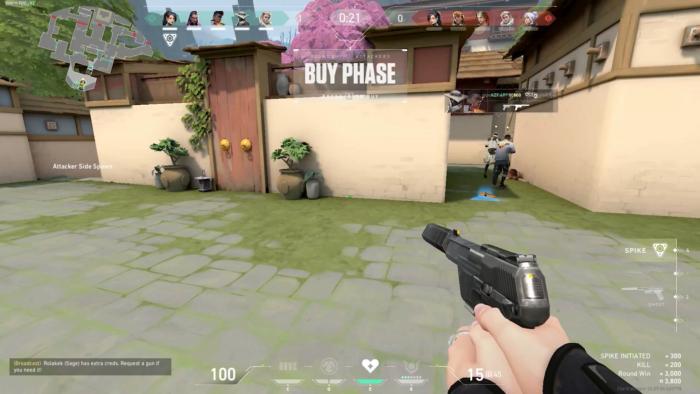 1
0:21
0
BUY PHASE
Attacker Side Spawn
SPIKE
(Broadcast) Rolakek (Sage) has extra creds. Request a gun if
you need it!
100
15
45
SPIKE INITIATED + 300
KILL + 200
Round Win + 3,000
¤ 3,800